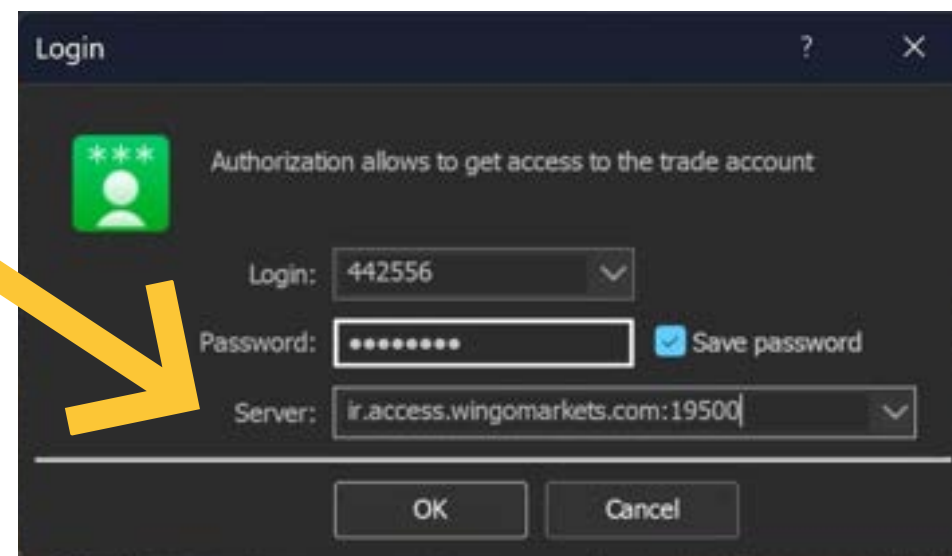 Login ? ×
***
Authorization allows to get access to the trade account
Login: 442556
Password: ●●●●●●●● Save password
Server: ir.access.wingomarkets.com:19500
OK Cancel